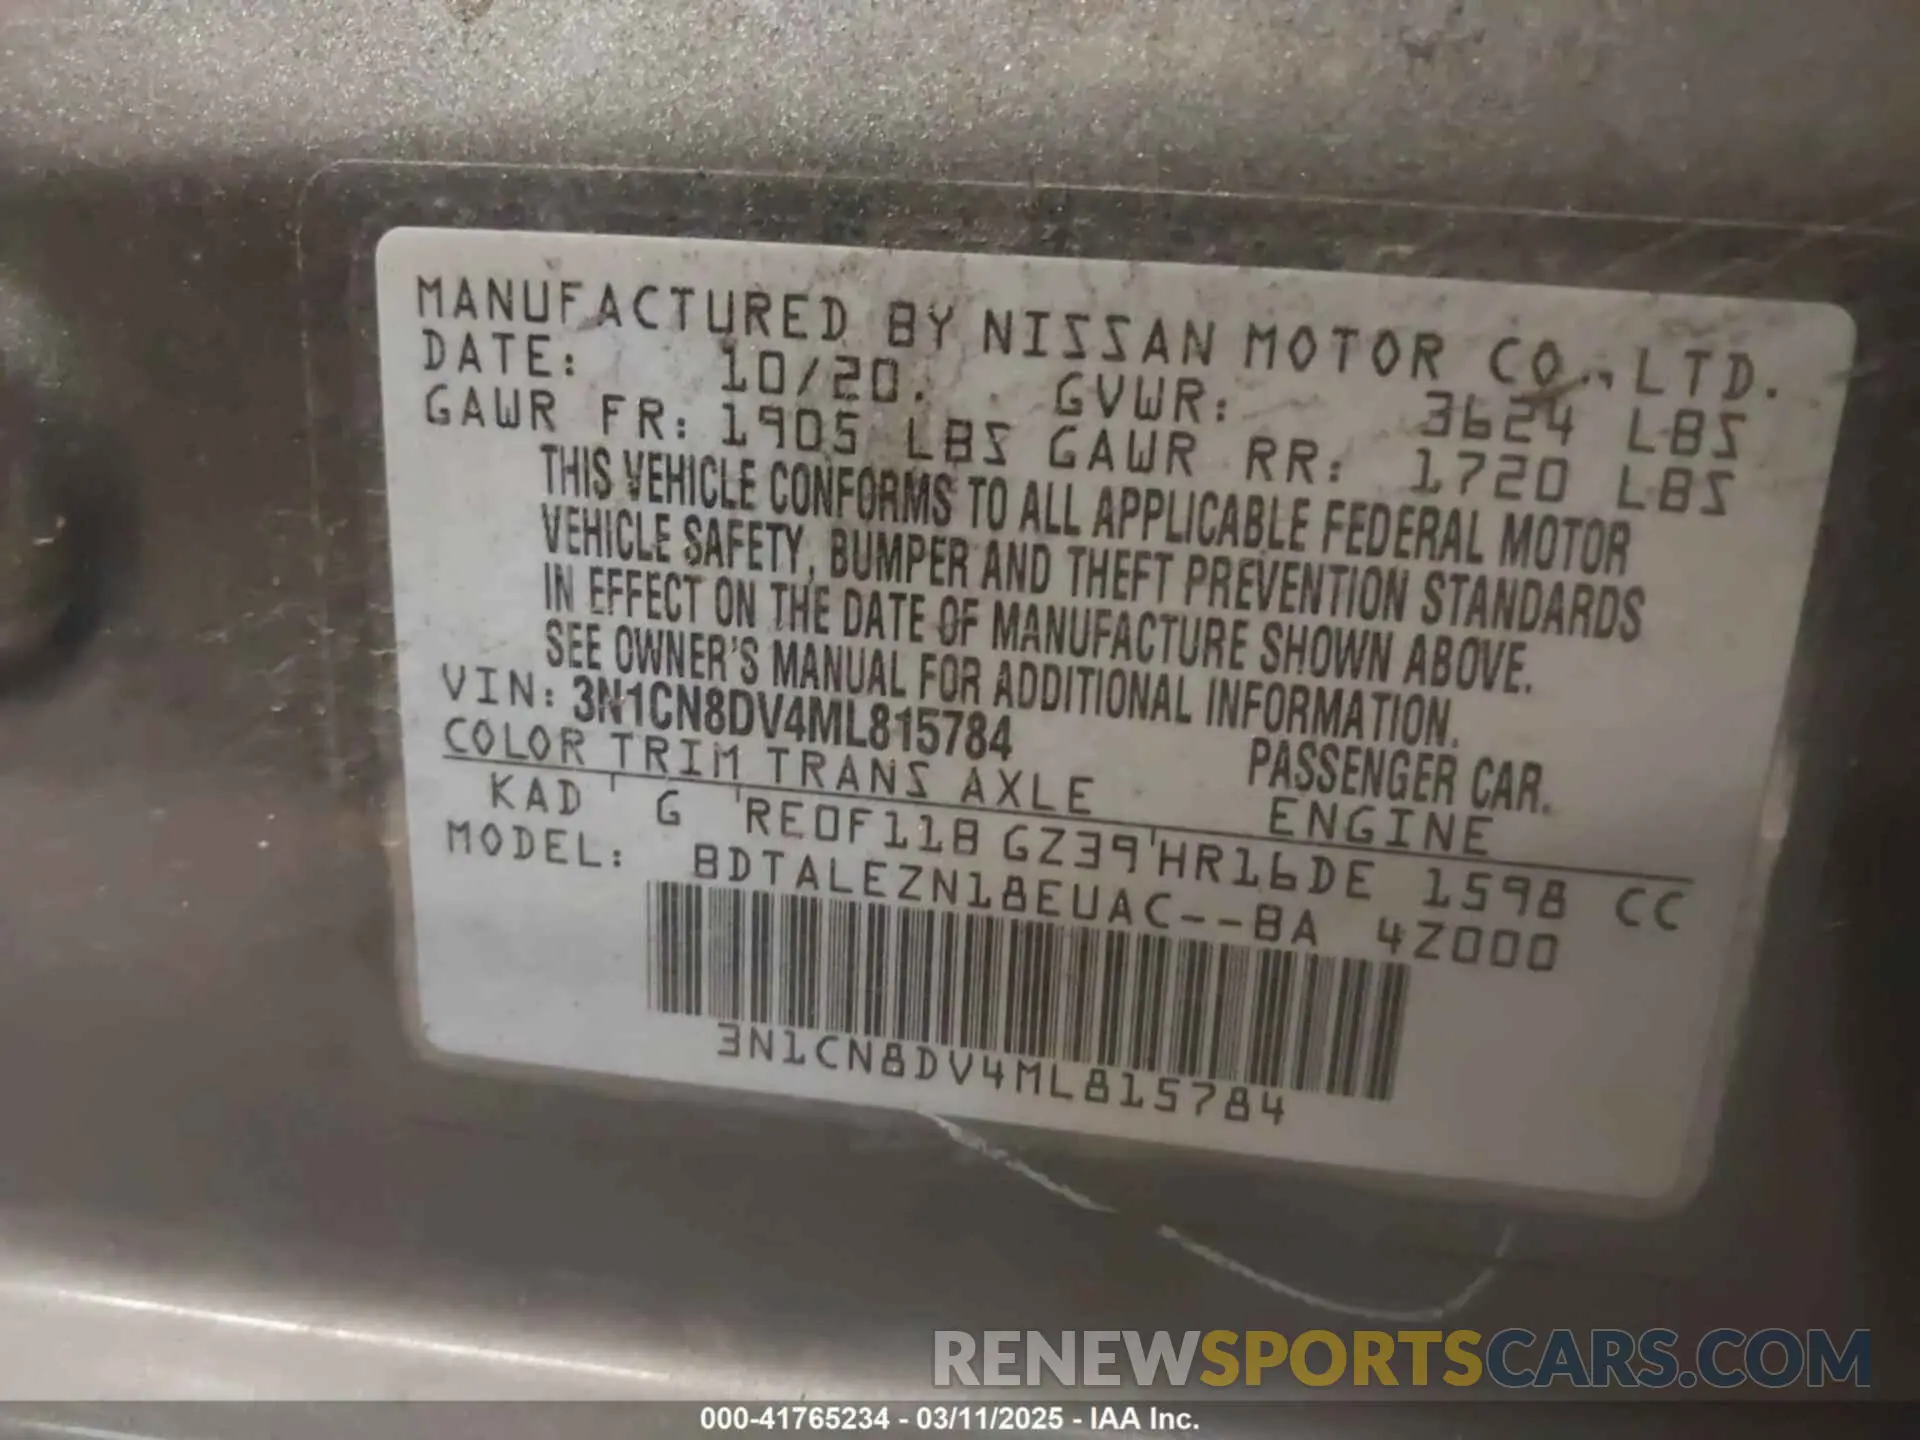 MANUFACTURED BY NISSAN MOTOR CO., LTD.
DATE: 10/20. GVWR: 3624 LBS
GAWR FR: 1905 LBS GAWR RR: 1720 LBS
THIS VEHICLE CONFORMS TO ALL APPLICABLE FEDERAL MOTOR
VEHICLE SAFETY, BUMPER AND THEFT PREVENTION STANDARDS
IN EFFECT ON THE DATE OF MANUFACTURE SHOWN ABOVE.
SEE OWNER'S MANUAL FOR ADDITIONAL INFORMATION.
VIN: 3N1CN8DV4ML815784 PASSENGER CAR.
COLOR TRIM TRANS AXLE ENGINE
KAD ' G 'RE0F11B GZ39'HR16DE 1598 CC
MODEL: BDTALEZN18EUAC--BA 4Z000
3N1CN8DV4ML815784
RENEWSPORTSCARS.COM
000-41765234 - 03/11/2025 - IAA Inc.